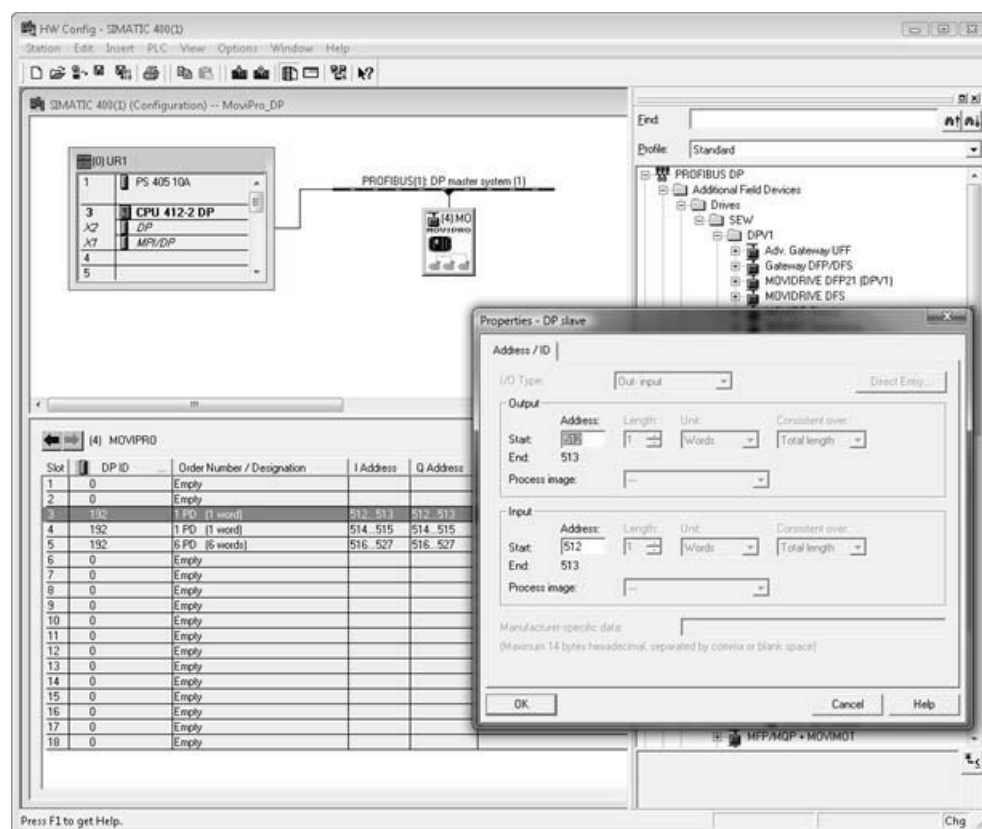 HW Config - SIMATIC 400(1)
Station Edit Insert PLC View Options Window Help
SIMATIC 400(1) (Configuration) -- MoviPro_DP
(0) UR1
1 PS 405 10A
3 CPU 412-2 DP
X2 DP
X1 MPI/DP
4
5
PROFIBUS(1): DP master system (1)
(4) MO
MOVIPRO
Find:
Profile: Standard
PROFIBUS DP
Additional Field Devices
Drives
SEW
DPV1
Adv. Gateway UFF
Gateway DFP/DFS
MOVIDRIVE DFP21 (DPV1)
MOVIDRIVE DFS
(4) MOVIPRO
Slot DP ID ... Order Number / Designation I Address Q Address
1 0 Empty
2 0 Empty
3 192 1 PD (1 word) 512...513 512...513
4 192 1 PD (1 word) 514...515 514...515
5 192 6 PD (6 words) 516...527 516...527
6 0 Empty
7 0 Empty
8 0 Empty
9 0 Empty
10 0 Empty
11 0 Empty
12 0 Empty
13 0 Empty
14 0 Empty
15 0 Empty
16 0 Empty
17 0 Empty
18 0 Empty
Properties - DP slave
Address / ID
I/O Type: Out- input Direct Entry...
Output
Address: Length: Unit: Consistent over:
Start: 512 1 Words Total length
End: 513
Process image: ---
Input
Address: Length: Unit: Consistent over:
Start: 512 1 Words Total length
End: 513
Process image: ---
Manufacturer-specific data:
(Maximum 14 bytes hexadecimal, separated by comma or blank space)
OK Cancel Help
MFP/MQP + MOVIMOT
Press F1 to get Help. Chg